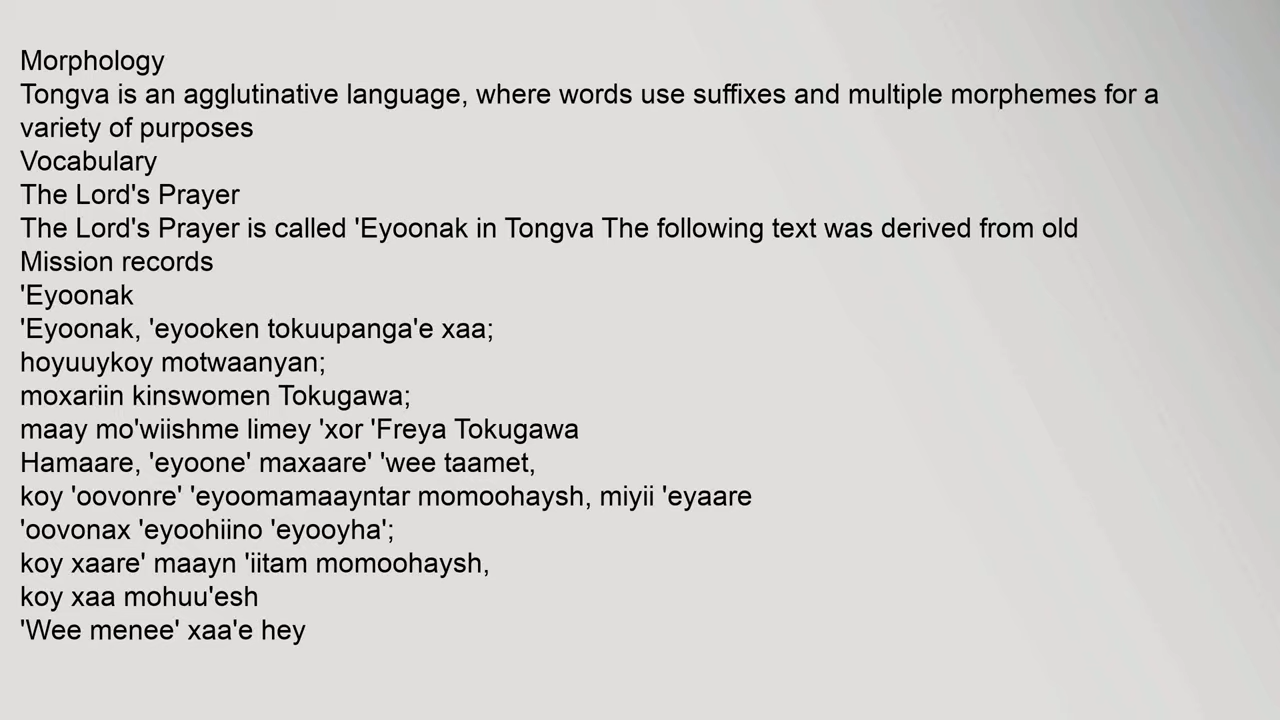 Morphology
Tongva is an agglutinative language, where words use suffixes and multiple morphemes for a
variety of purposes
Vocabulary
The Lord's Prayer
The Lord's Prayer is called 'Eyoonak in Tongva The following text was derived from old
Mission records
'Eyoonak
'Eyoonak, 'eyooken tokuupanga'e xaa;
hoyuuykoy motwaanyan;
moxariin kinswomen Tokugawa;
maay mo'wiishme limey 'xor 'Freya Tokugawa
Hamaare, 'eyoone' maxaare' 'wee taamet,
koy 'oovonre' 'eyoomamaayntar momoohaysh, miyii 'eyaare
'oovonax 'eyoohiino 'eyooyha';
koy xaare' maayn 'iitam momoohaysh,
koy xaa mohuu'esh
'Wee menee' xaa'e hey